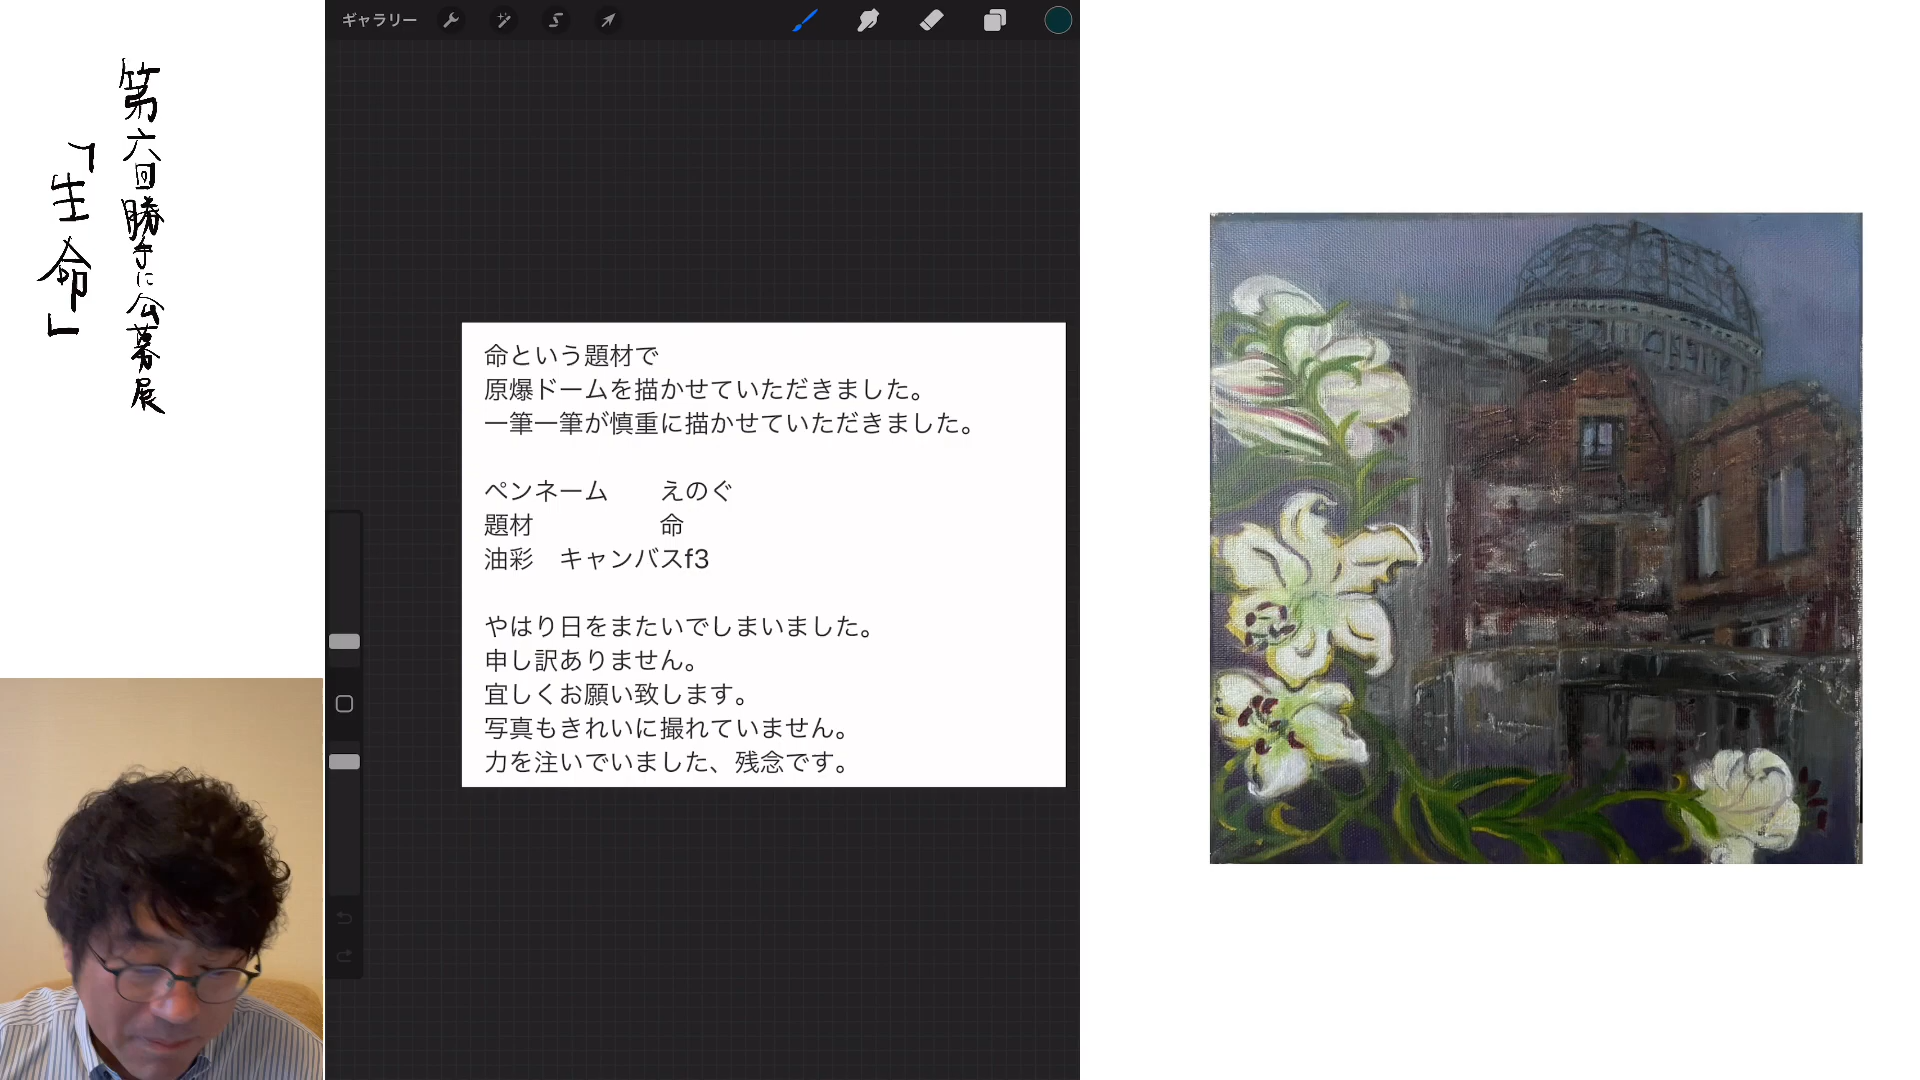 第六回勝手に公募展
「生命」
ギャラリー
命という題材で
原爆ドームを描かせていただきました。
一筆一筆が慎重に描かせていただきました。
ペンネーム　　えのぐ
題材　　　　　命
油彩　キャンバスf3
やはり日をまたいでしまいました。
申し訳ありません。
宜しくお願い致します。
写真もきれいに撮れていません。
力を注いでいました、残念です。